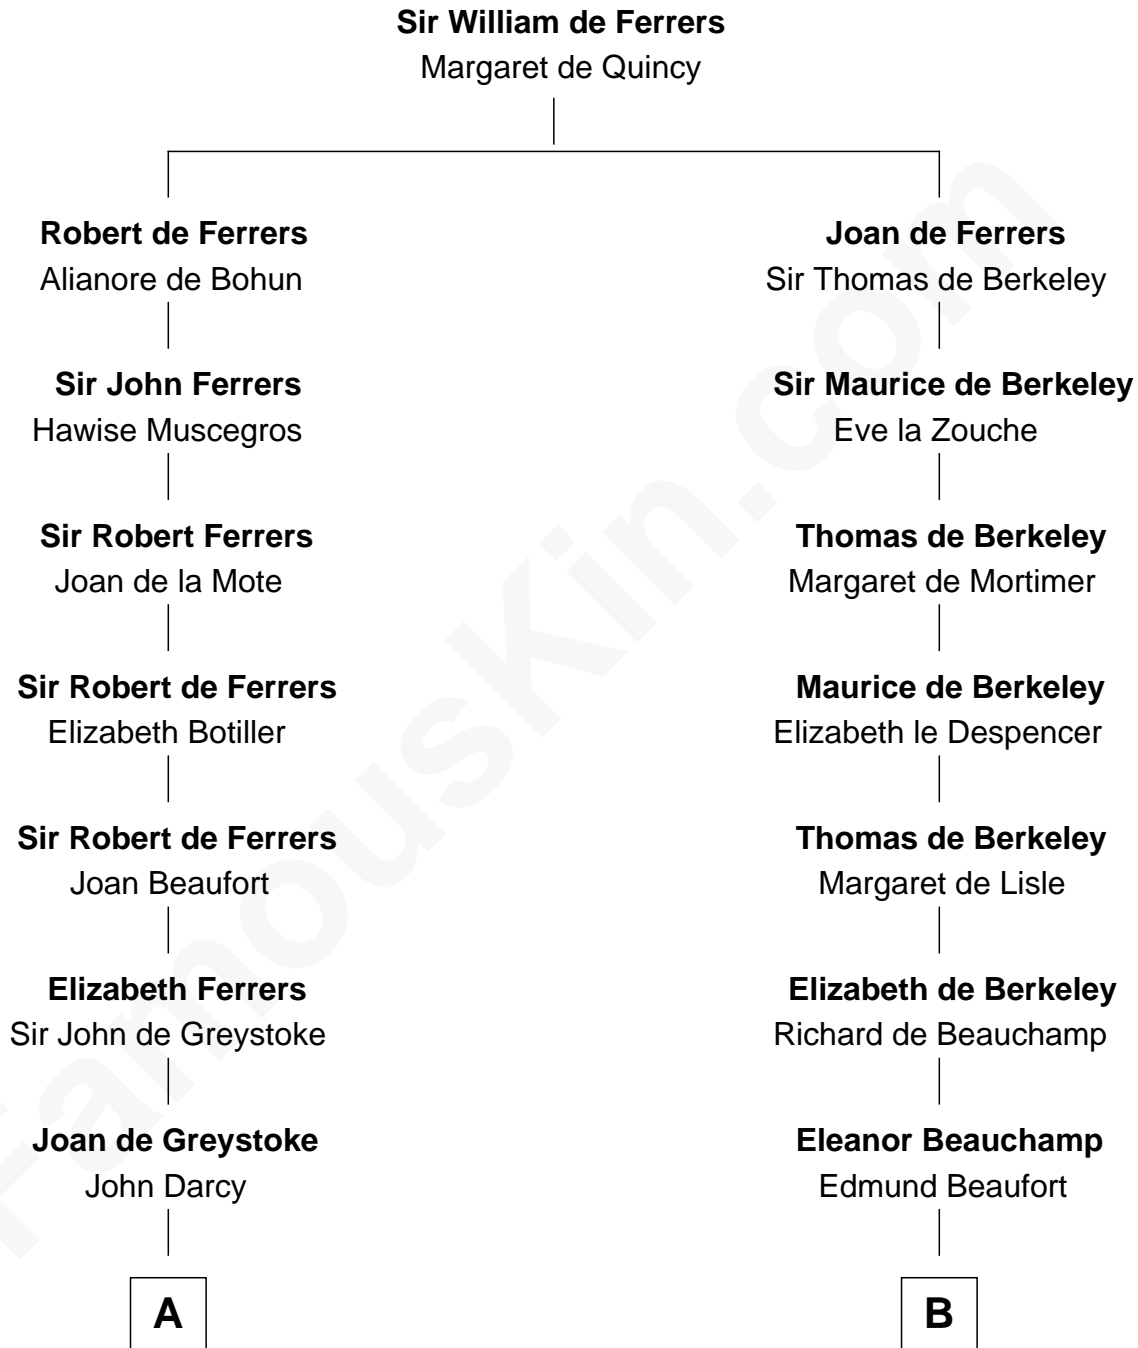 Sir William de Ferrers
Margaret de Quincy
Robert de Ferrers
Alianore de Bohun
Joan de Ferrers
Sir Thomas de Berkeley
Sir John Ferrers
Hawise Muscegros
Sir Maurice de Berkeley
Eve la Zouche
Sir Robert Ferrers
Joan de la Mote
Thomas de Berkeley
Margaret de Mortimer
Sir Robert de Ferrers
Elizabeth Botiller
Maurice de Berkeley
Elizabeth le Despencer
Sir Robert de Ferrers
Joan Beaufort
Thomas de Berkeley
Margaret de Lisle
Elizabeth Ferrers
Sir John de Greystoke
Elizabeth de Berkeley
Richard de Beauchamp
Joan de Greystoke
John Darcy
Eleanor Beauchamp
Edmund Beaufort
A
B
FamousKin.com